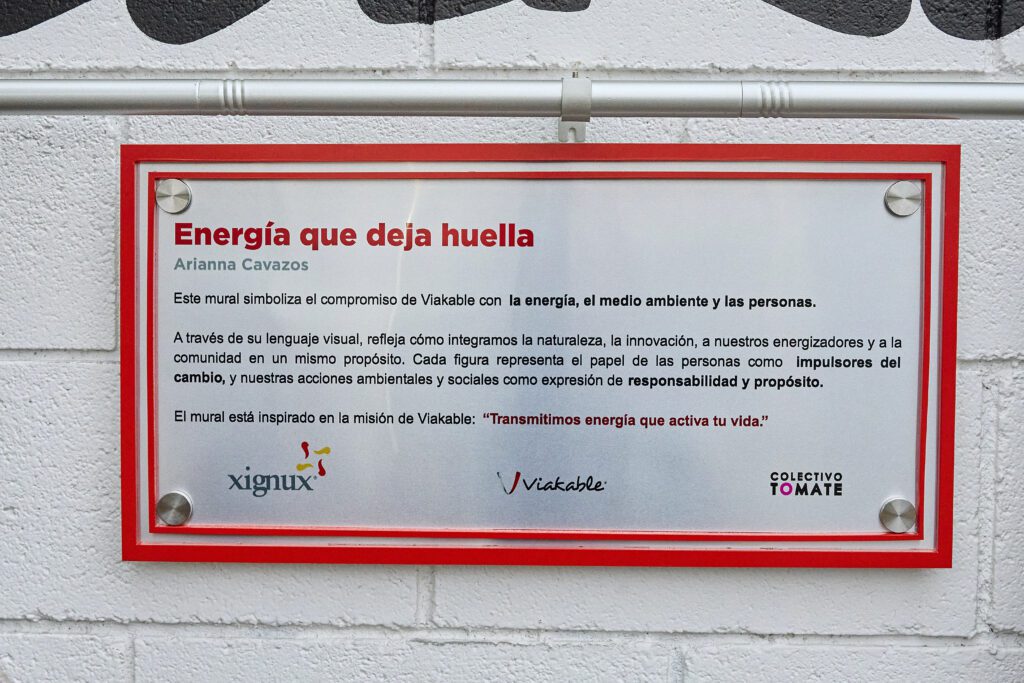 Energía que deja huella
Arianna Cavazos
Este mural simboliza el compromiso de Viakable con la energía, el medio ambiente y las personas.
A través de su lenguaje visual, refleja cómo integramos la naturaleza, la innovación, a nuestros energizadores y a la
comunidad en un mismo propósito. Cada figura representa el papel de las personas como impulsores del
cambio, y nuestras acciones ambientales y sociales como expresión de responsabilidad y propósito.
El mural está inspirado en la misión de Viakable: “Transmitimos energía que activa tu vida.”
xignux®
Viakable
COLECTIVO
TOMATE